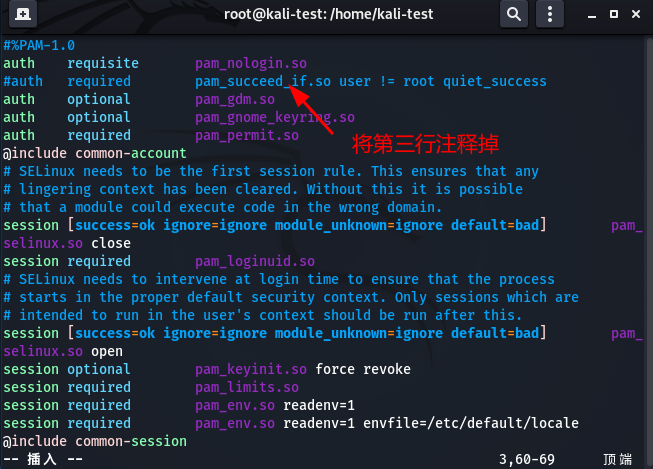 root@kali-test: /home/kali-test
#%PAM-1.0
auth    requisite       pam_nologin.so
#auth   required        pam_succeed_if.so user != root quiet_success
auth    optional        pam_gdm.so
auth    optional        pam_gnome_keyring.so
auth    required        pam_permit.so
将第三行注释掉
@include common-account
# SELinux needs to be the first session rule. This ensures that any
# lingering context has been cleared. Without this it is possible
# that a module could execute code in the wrong domain.
session [success=ok ignore=ignore module_unknown=ignore default=bad]        pam_
selinux.so close
session required        pam_loginuid.so
# SELinux needs to intervene at login time to ensure that the process
# starts in the proper default security context. Only sessions which are
# intended to run in the user's context should be run after this.
session [success=ok ignore=ignore module_unknown=ignore default=bad]        pam_
selinux.so open
session optional        pam_keyinit.so force revoke
session required        pam_limits.so
session required        pam_env.so readenv=1
session required        pam_env.so readenv=1 envfile=/etc/default/locale
@include common-session
-- 插入 --                                                  3,60-69      顶端